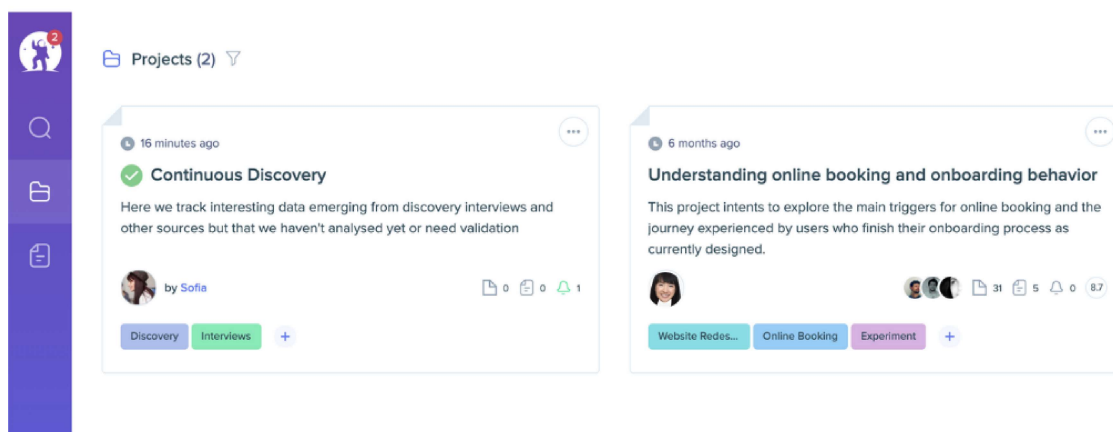 2
Projects (2)
16 minutes ago
Continuous Discovery
Here we track interesting data emerging from discovery interviews and
other sources but that we haven't analysed yet or need validation
by Sofia
0 0 1
Discovery Interviews +
6 months ago
Understanding online booking and onboarding behavior
This project intents to explore the main triggers for online booking and the
journey experienced by users who finish their onboarding process as
currently designed.
31 5 0 8.7
Website Redes... Online Booking Experiment +